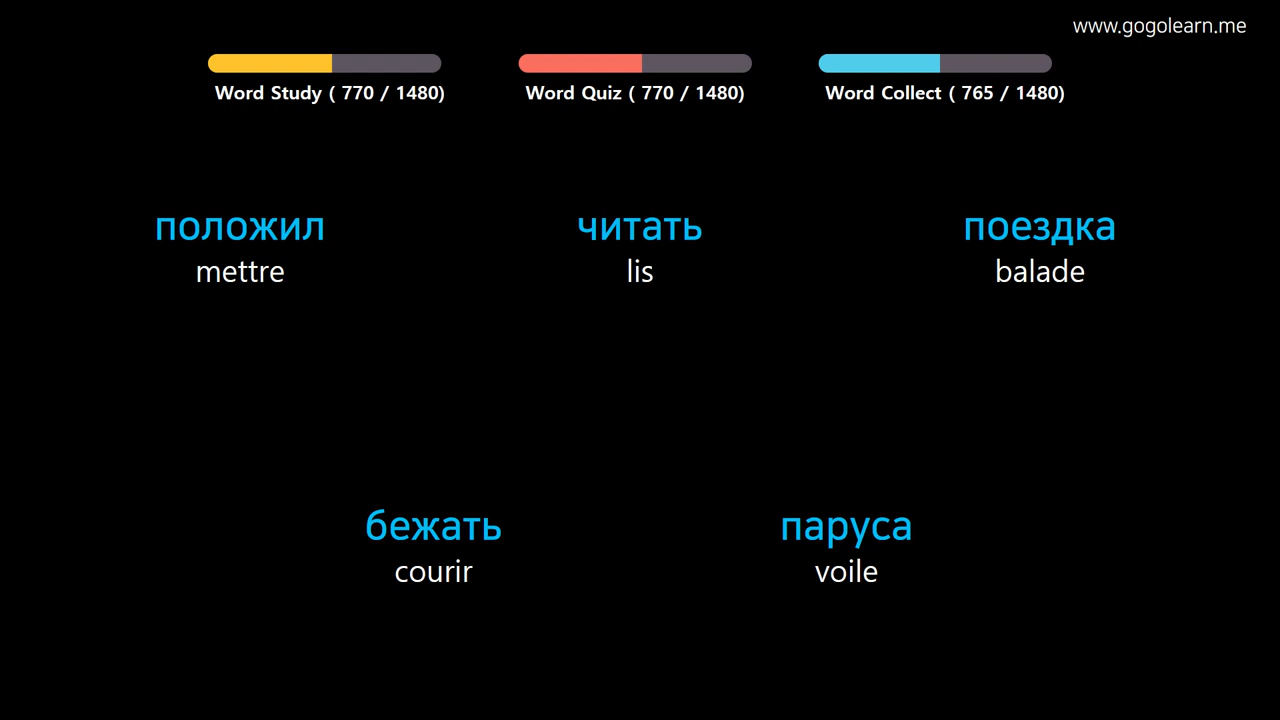 www.gogolearn.me
Word Study ( 770 / 1480)
Word Quiz ( 770 / 1480)
Word Collect ( 765 / 1480)
положил
mettre
читать
lis
поездка
balade
бежать
courir
паруса
voile